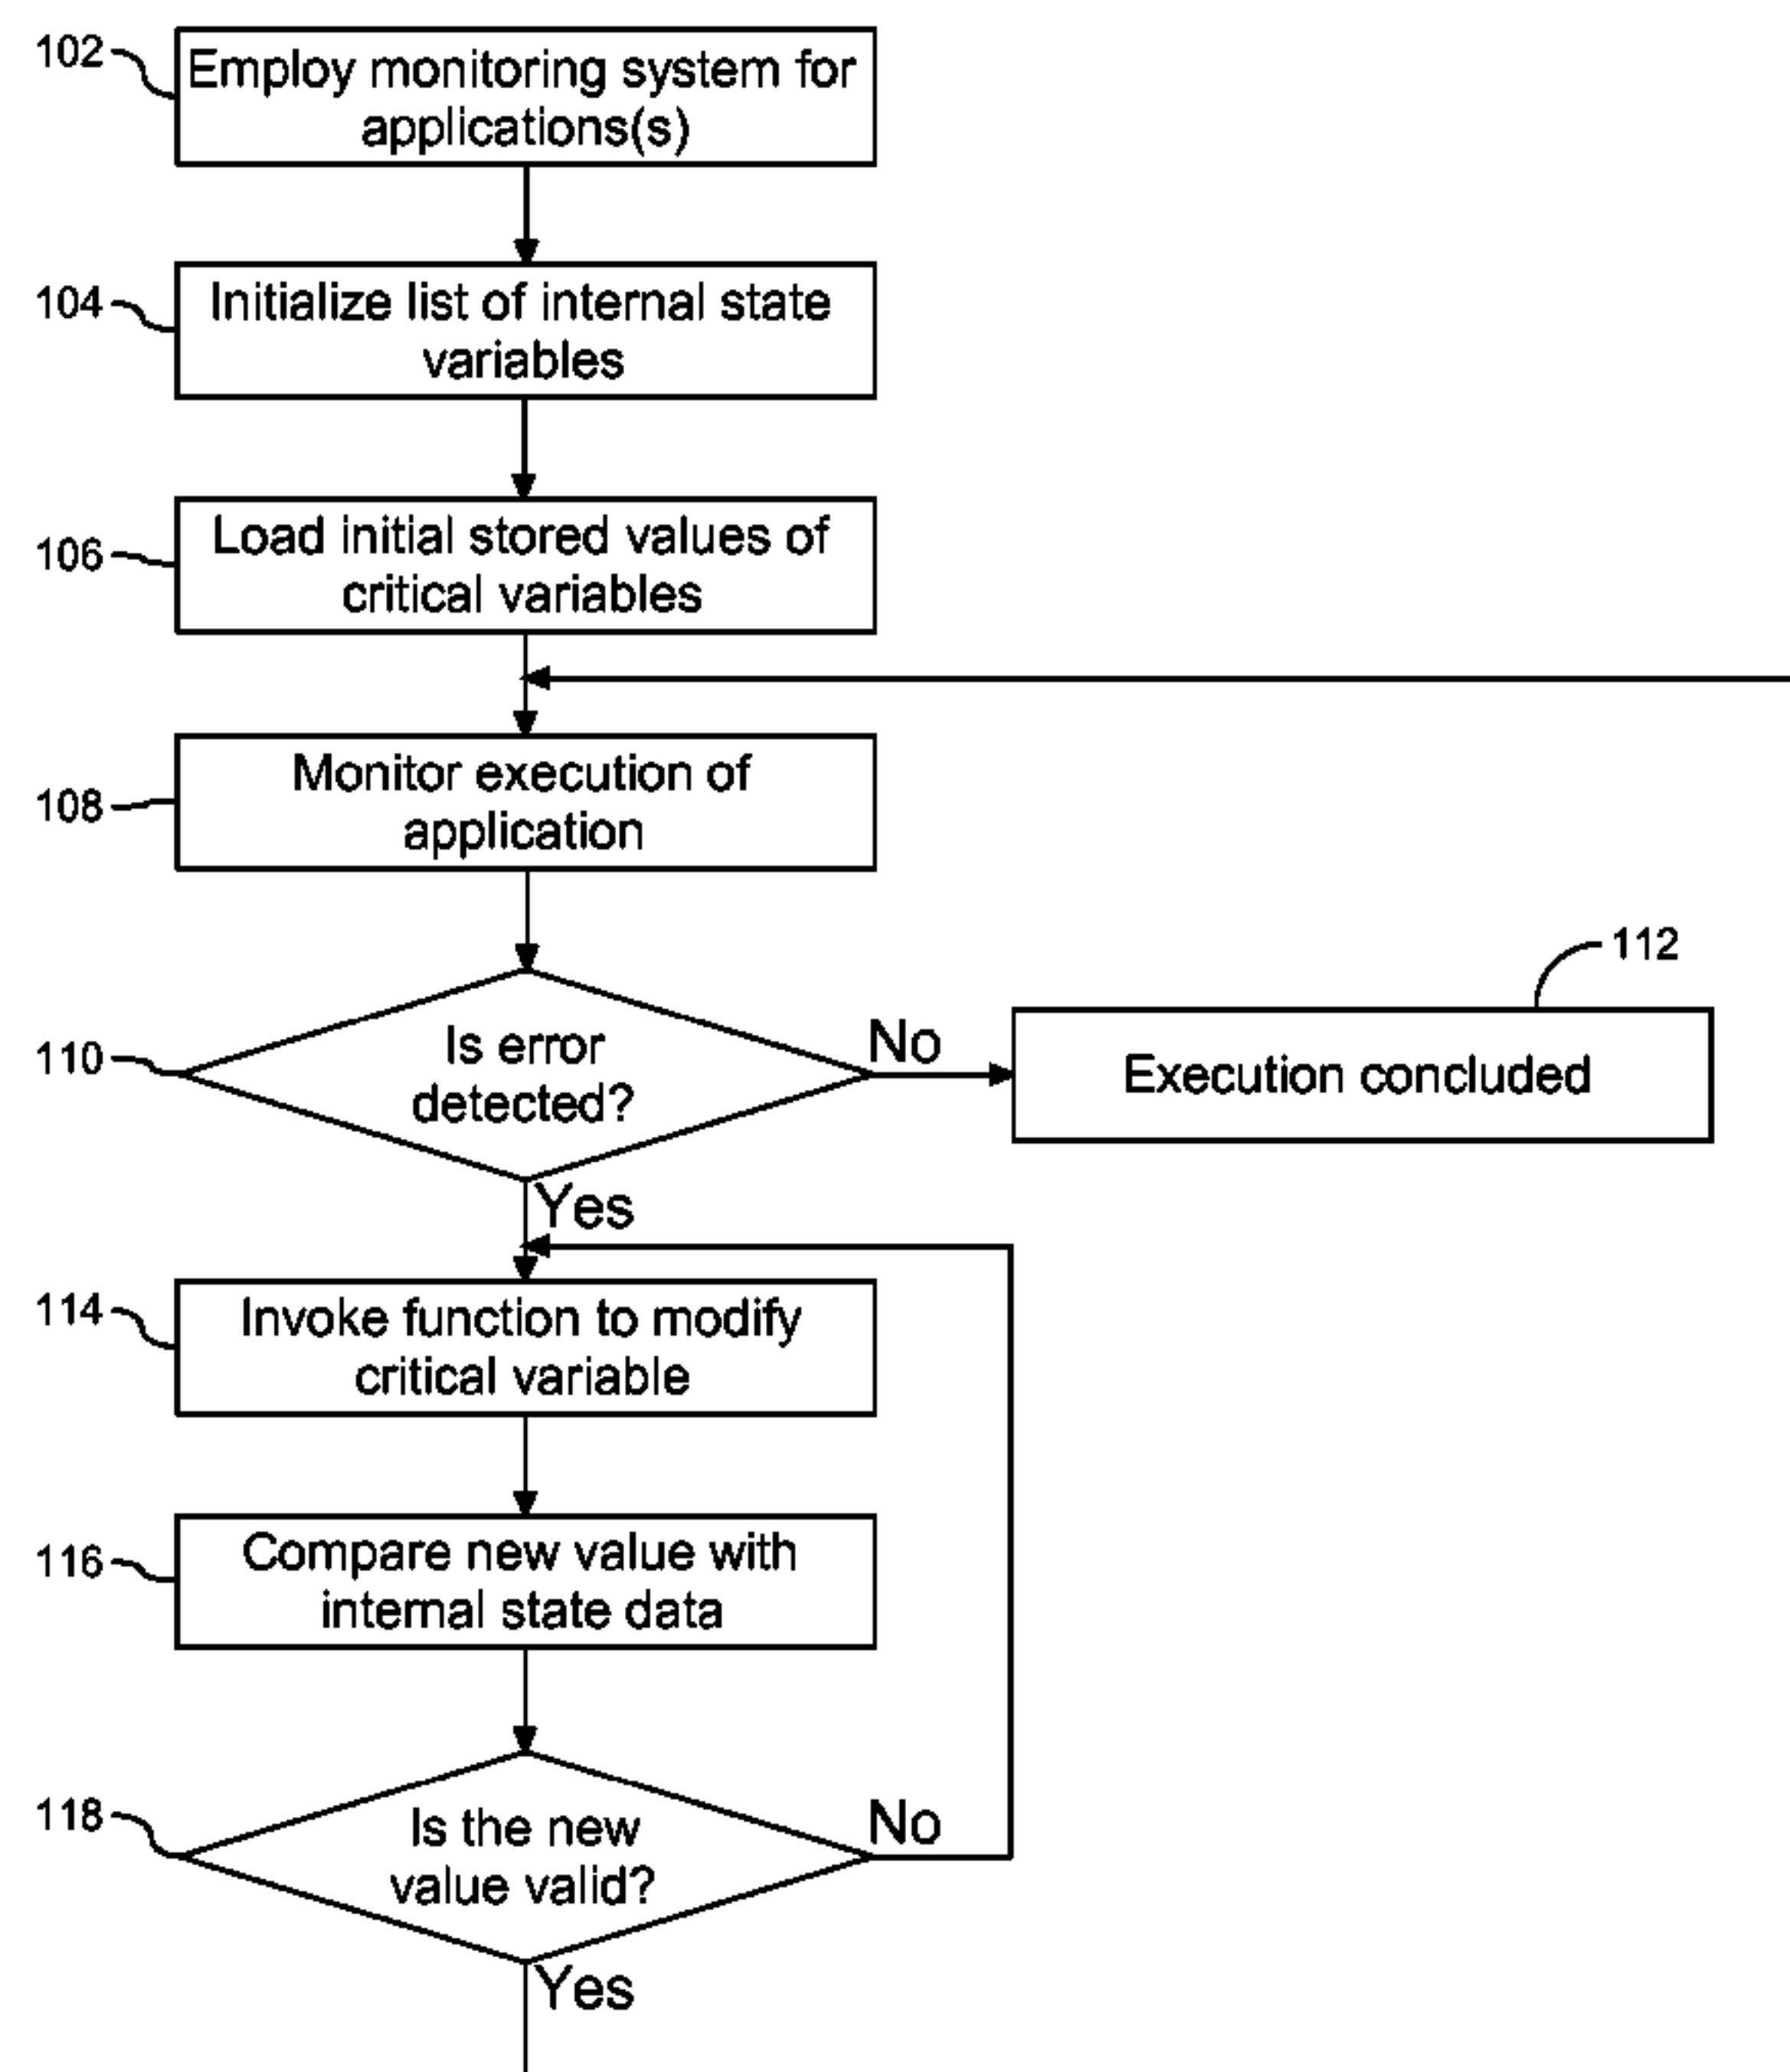 102
Employ monitoring system for
applications(s)
104
Initialize list of internal state
variables
106
Load initial stored values of
critical variables
108
Monitor execution of
application
110
Is error
detected?
No
112
Execution concluded
Yes
114
Invoke function to modify
critical variable
116
Compare new value with
internal state data
118
Is the new
value valid?
No
Yes